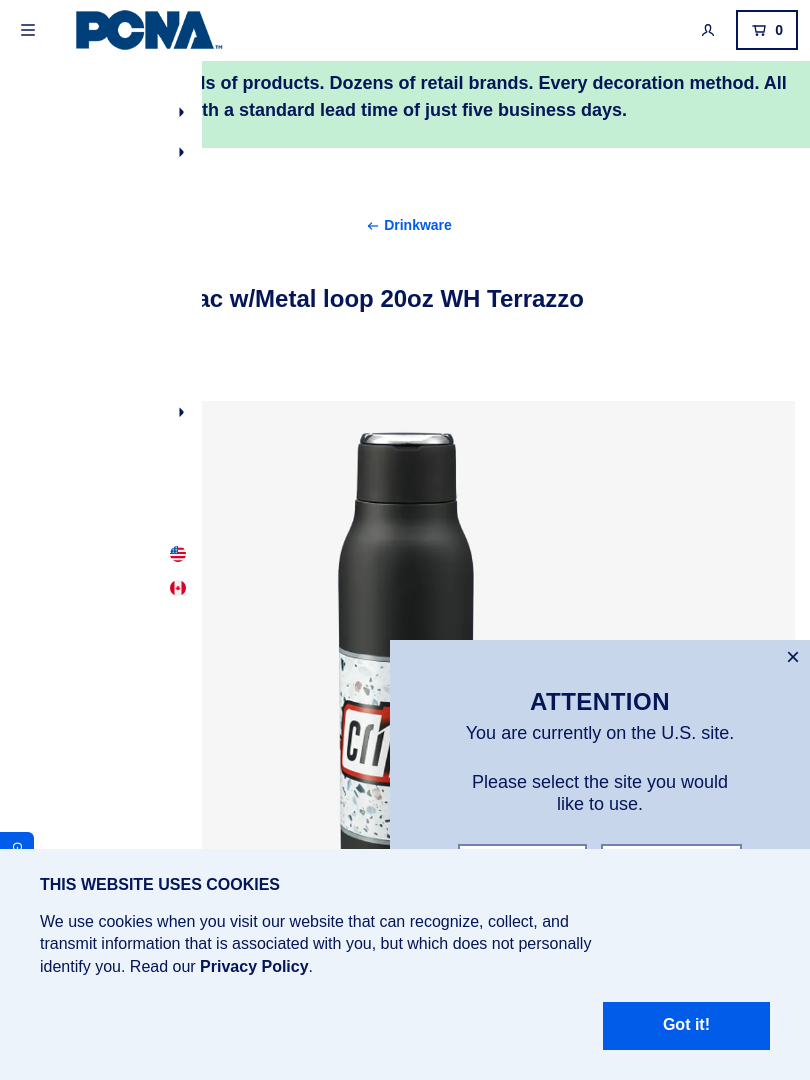 PCNA™
0
ls of products. Dozens of retail brands. Every decoration method. All
th a standard lead time of just five business days.
← Drinkware
ac w/Metal loop 20oz WH Terrazzo
ATTENTION
You are currently on the U.S. site.
Please select the site you would
like to use.
THIS WEBSITE USES COOKIES
We use cookies when you visit our website that can recognize, collect, and
transmit information that is associated with you, but which does not personally
identify you. Read our Privacy Policy.
Got it!